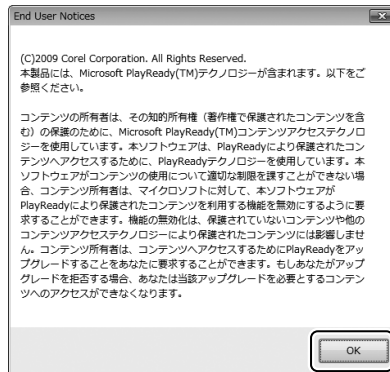 End User Notices
(C)2009 Corel Corporation. All Rights Reserved.
本製品には、Microsoft PlayReady(TM)テクノロジーが含まれます。以下をご
参照ください。
コンテンツの所有者は、その知的所有権（著作権で保護されたコンテンツを含
む）の保護のために、Microsoft PlayReady(TM)コンテンツアクセステクノロ
ジーを使用しています。本ソフトウェアは、PlayReadyにより保護されたコン
テンツへアクセスするために、PlayReadyテクノロジーを使用しています。本
ソフトウェアがコンテンツの使用について適切な制限を課すことができない場
合、コンテンツ所有者は、マイクロソフトに対して、本ソフトウェアが
PlayReadyにより保護されたコンテンツを利用する機能を無効にするように要
求することができます。機能の無効化は、保護されていないコンテンツや他の
コンテンツアクセステクノロジーにより保護されたコンテンツには影響しませ
ん。コンテンツ所有者は、コンテンツへアクセスするためにPlayReadyをアッ
プグレードすることをあなたに要求することができます。もしあなたがアップ
グレードを拒否する場合、あなたは当該アップグレードを必要とするコンテン
ツへのアクセスができなくなります。
OK